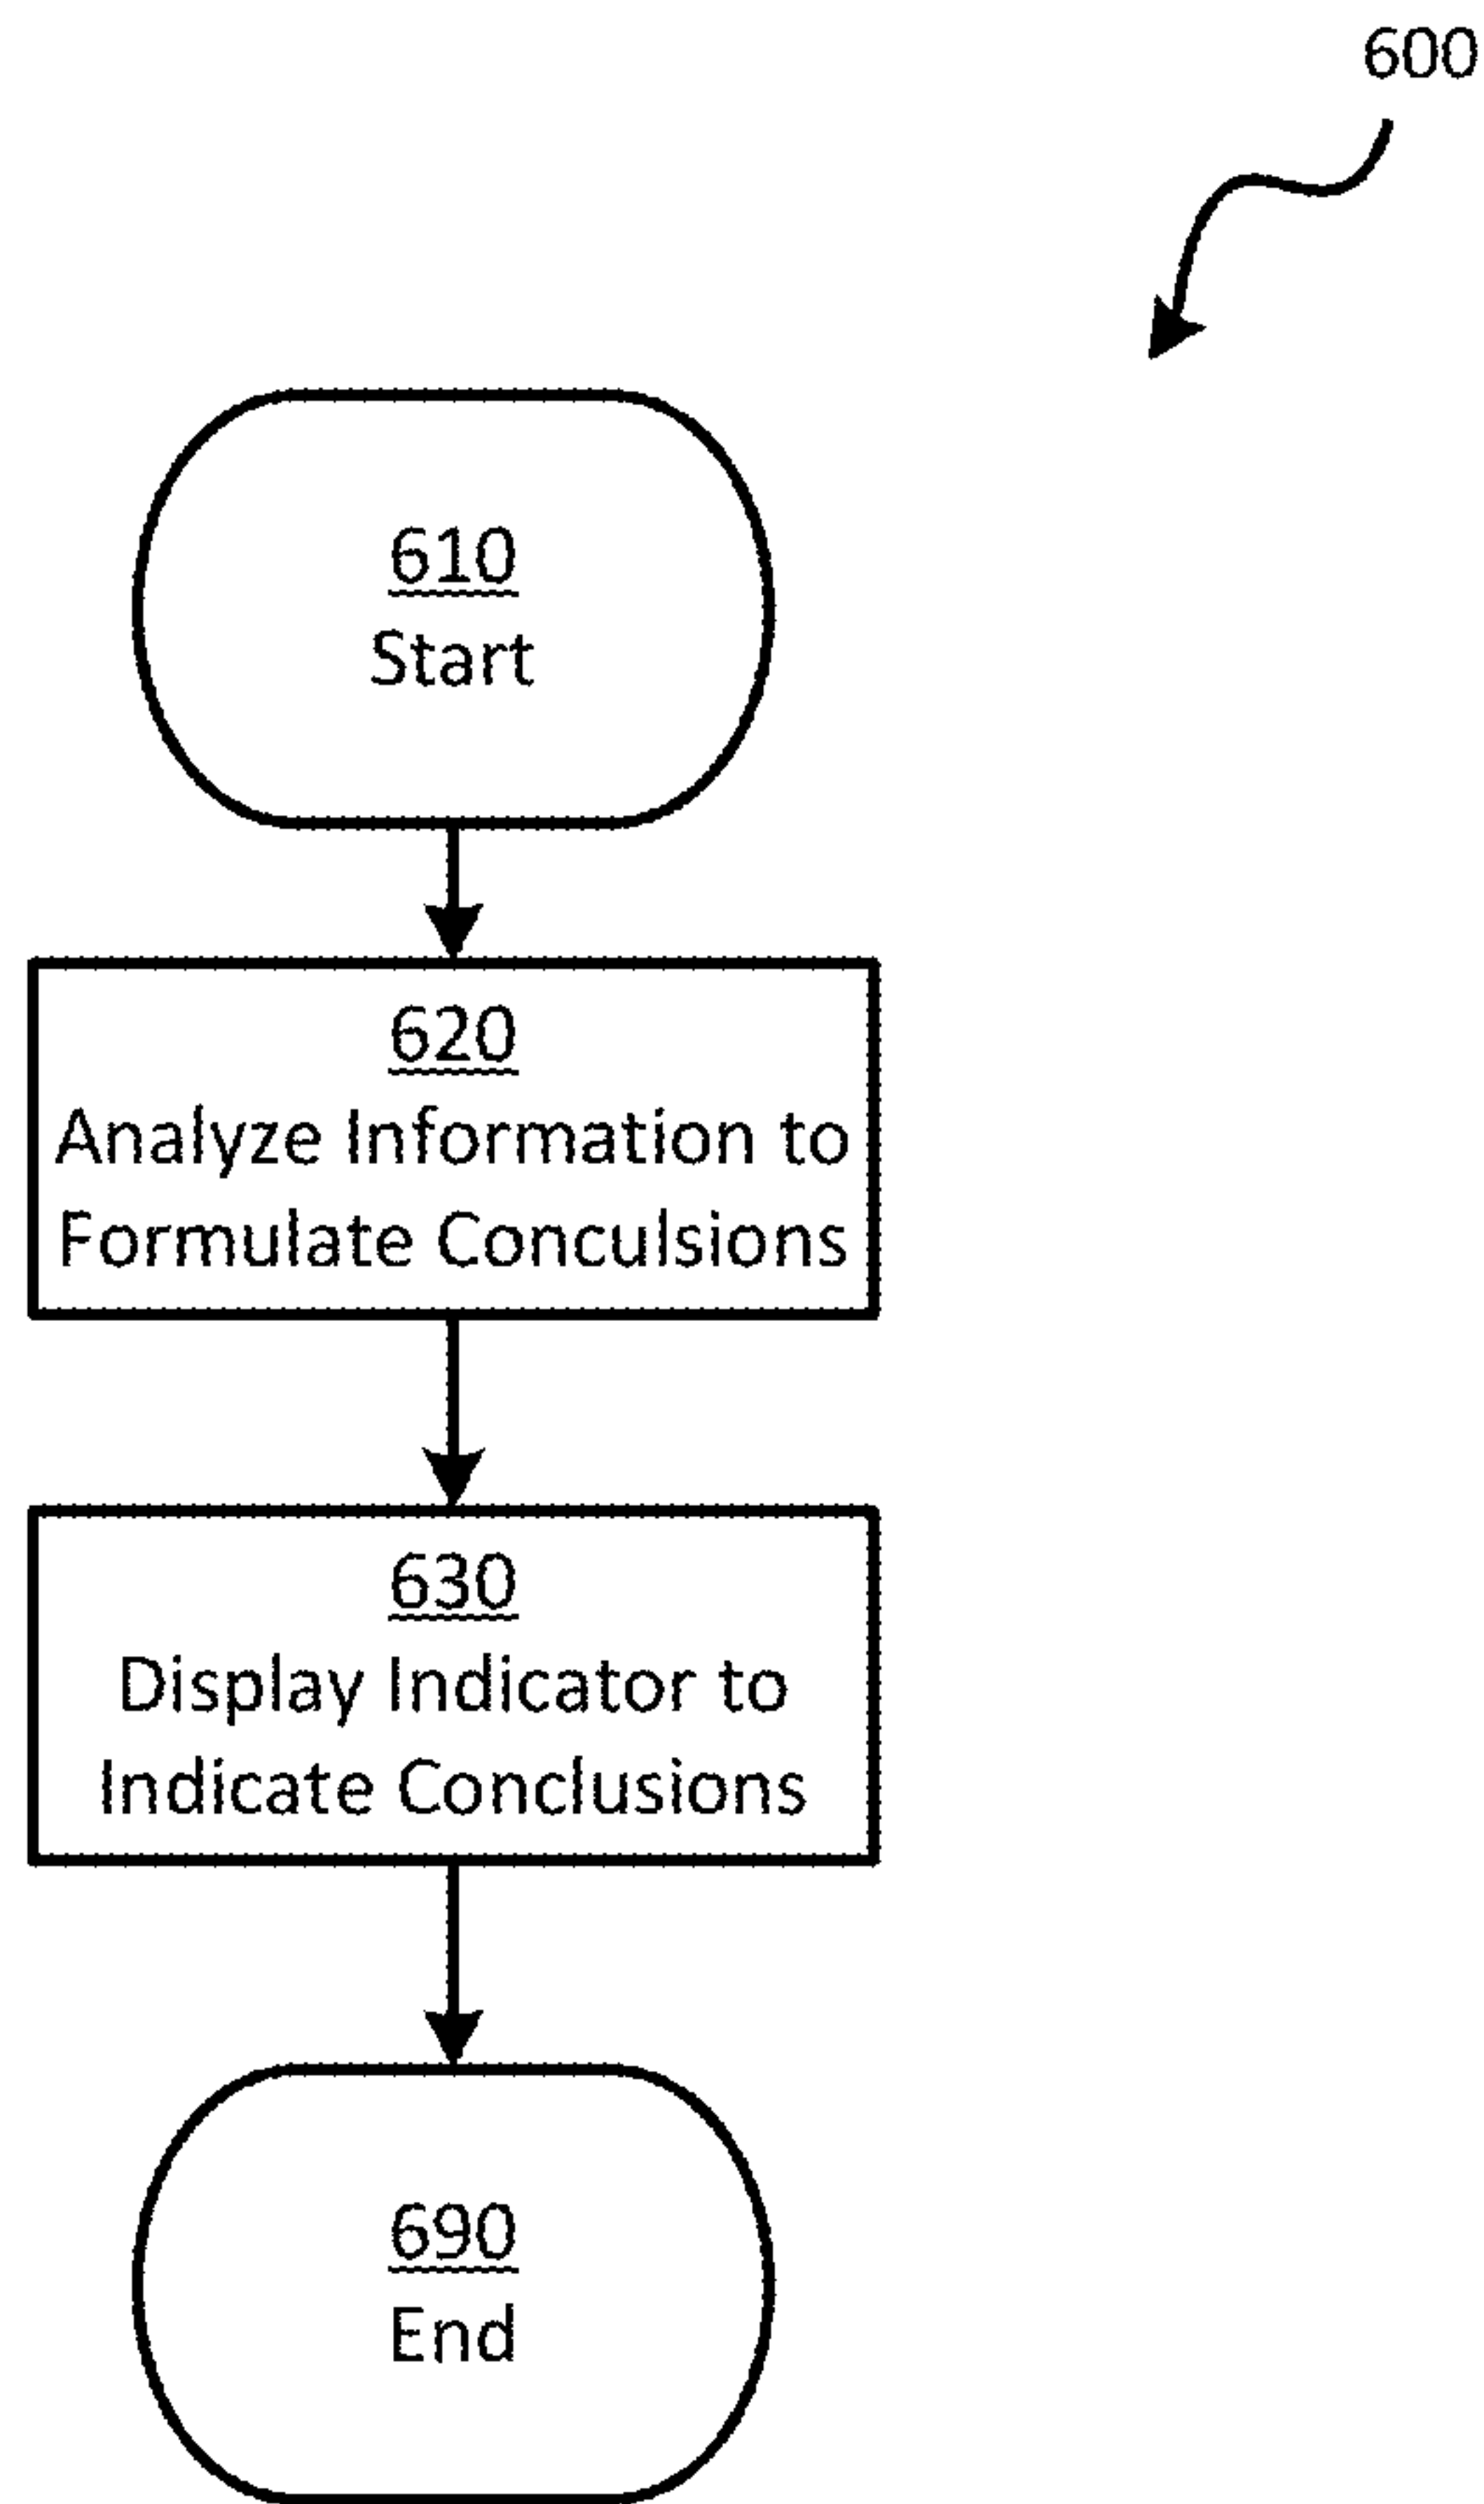 600
610
Start
620
Analyze Information to
Formulate Conculsions
630
Display Indicator to
Indicate Conclusions
690
End